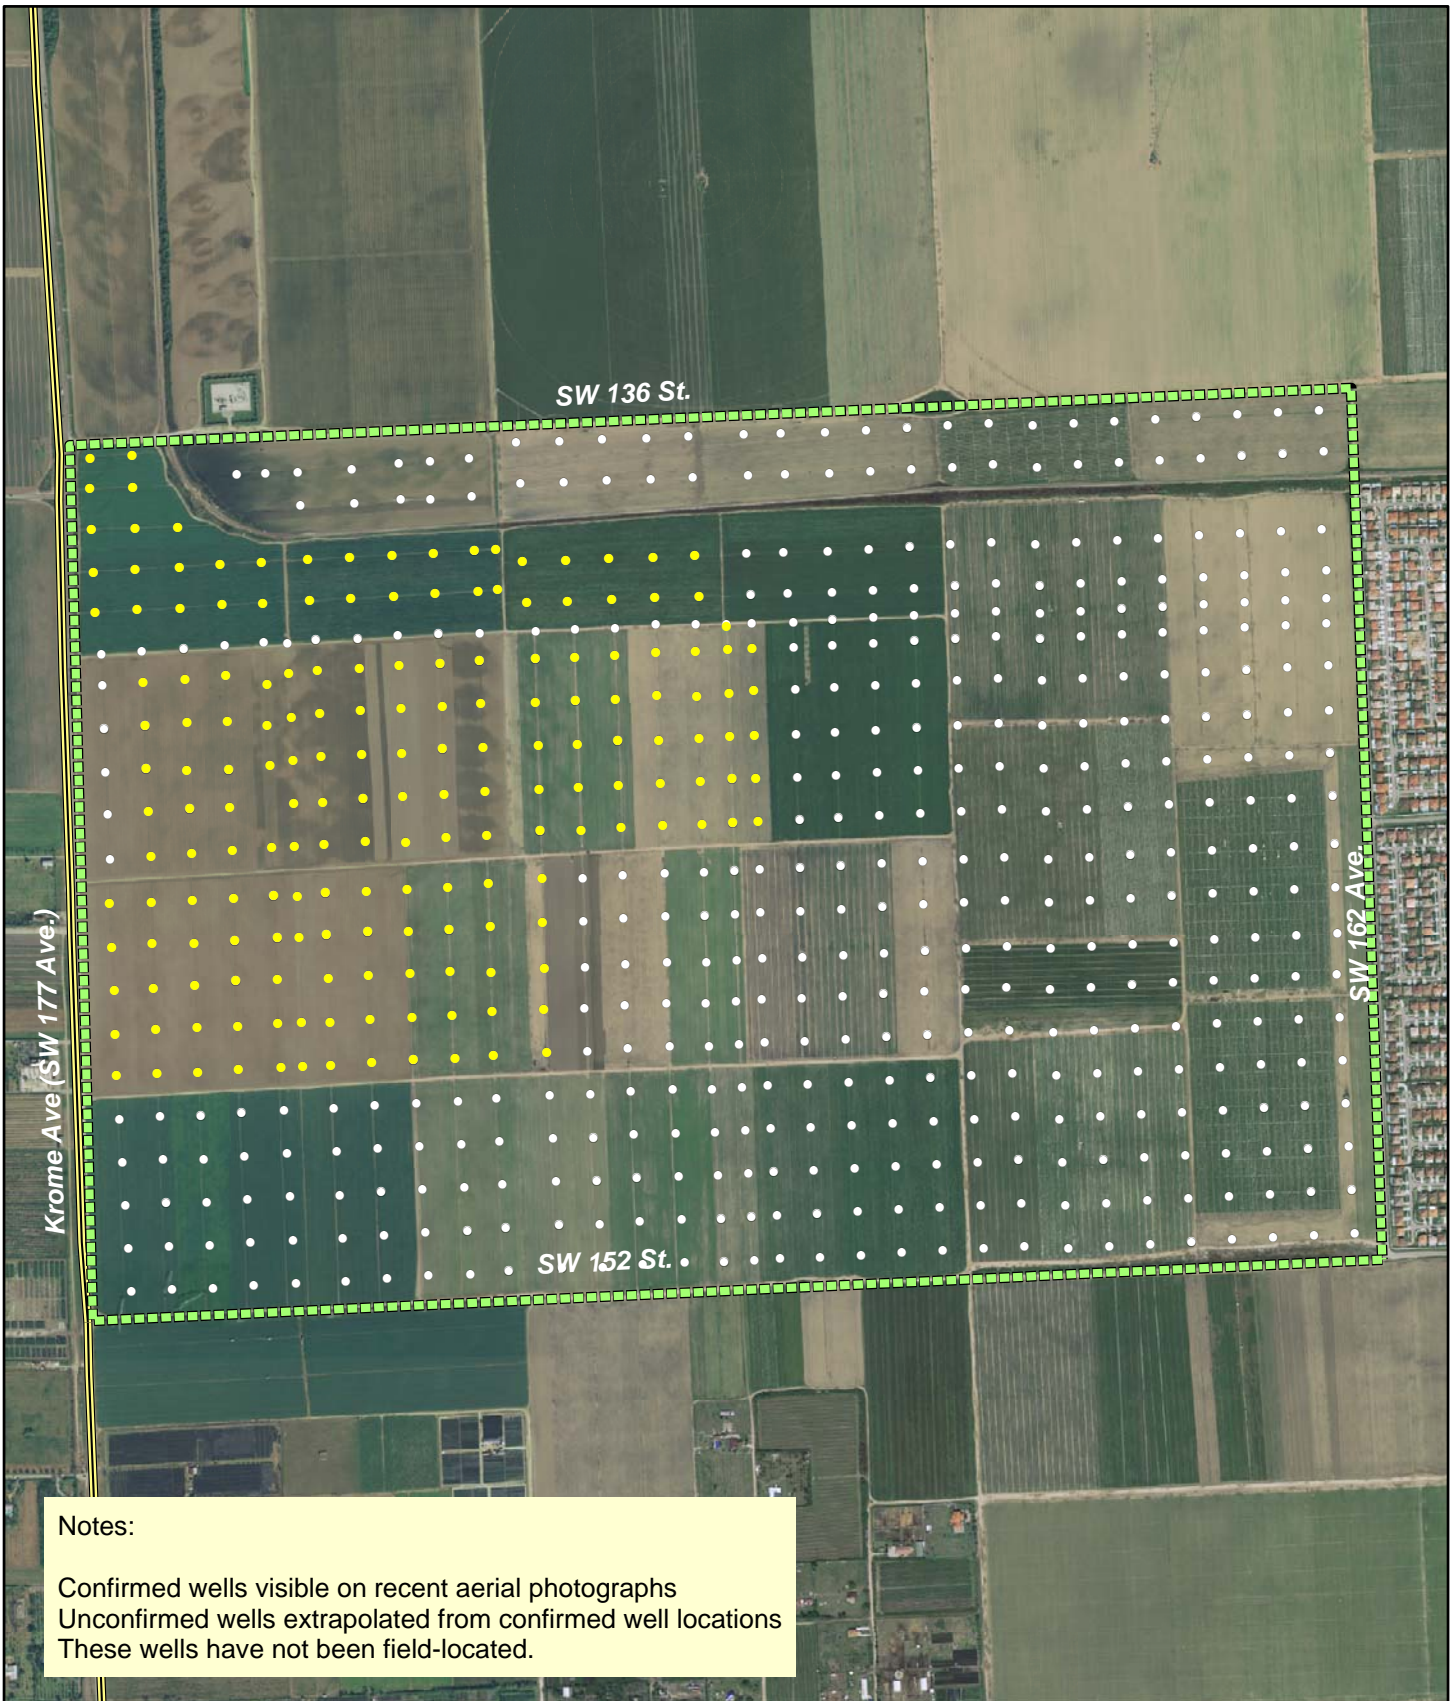 SW 136 St.
Krome Ave (SW 177 Ave.)
SW 162 Ave.
SW 152 St.
Notes:
Confirmed wells visible on recent aerial photographs
Unconfirmed wells extrapolated from confirmed well locations
These wells have not been field-located.